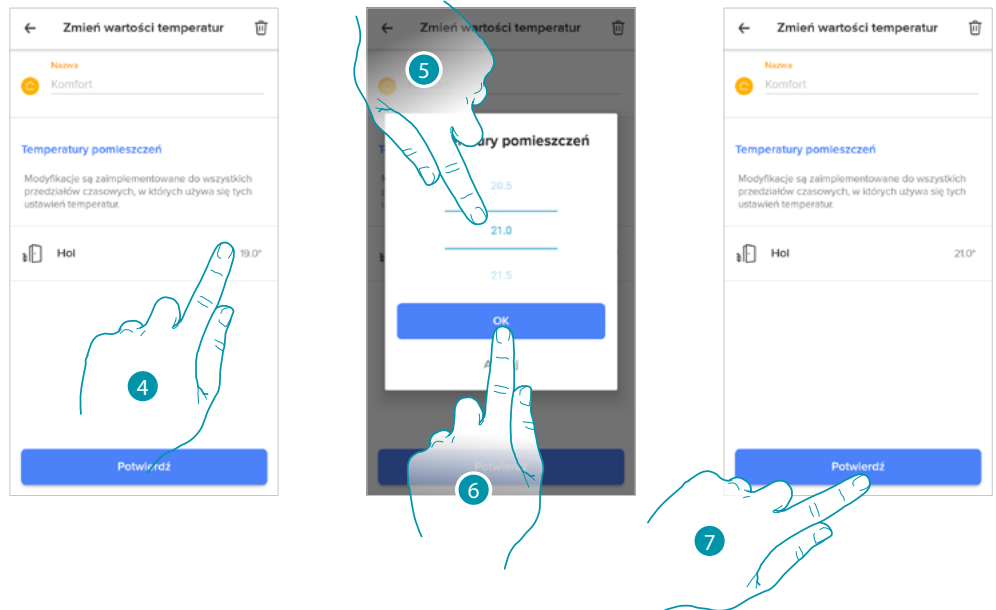 Zmień wartości temperatur
Nazwa
Komfort
Temperatury pomieszczeń
Modyfikacje są zaimplementowane do wszystkich
przedziałów czasowych, w których używa się tych
ustawień temperatur.
Hol
19.0°
4
Potwierdź
Zmień wartości temperatur
5
pomieszczeń
20.5
21.0
21.5
OK
6
Zmień wartości temperatur
Nazwa
Komfort
Temperatury pomieszczeń
Modyfikacje są zaimplementowane do wszystkich
przedziałów czasowych, w których używa się tych
ustawień temperatur.
Hol
21.0°
Potwierdź
7